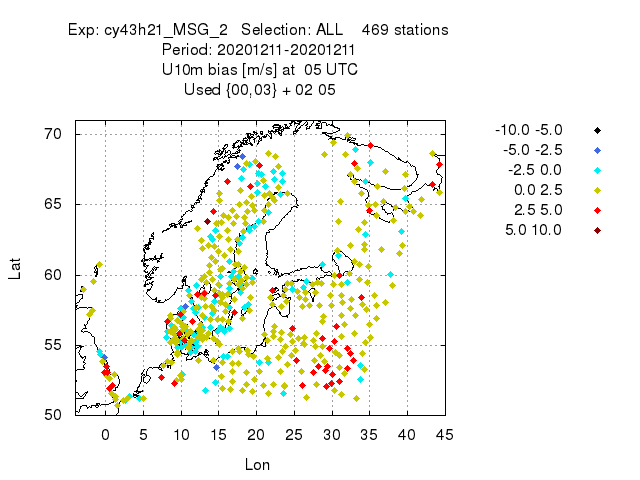 Exp: cy43h21_MSG_2 Selection: ALL 469 stations
Period: 20201211-20201211
U10m bias [m/s] at 05 UTC
Used {00,03} + 02 05
-10.0 -5.0
-5.0 -2.5
-2.5 0.0
0.0 2.5
2.5 5.0
5.0 10.0
70
65
60
55
50
Lat
0 5 10 15 20 25 30 35 40 45
Lon